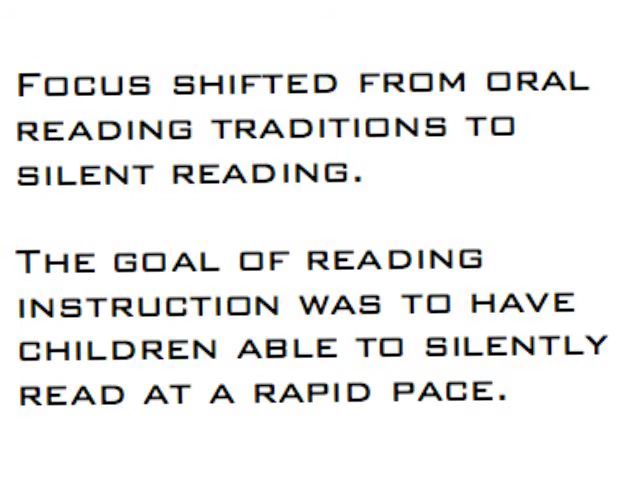 Focus shifted from oral
reading traditions to
silent reading.
The goal of reading
instruction was to have
children able to silently
read at a rapid pace.